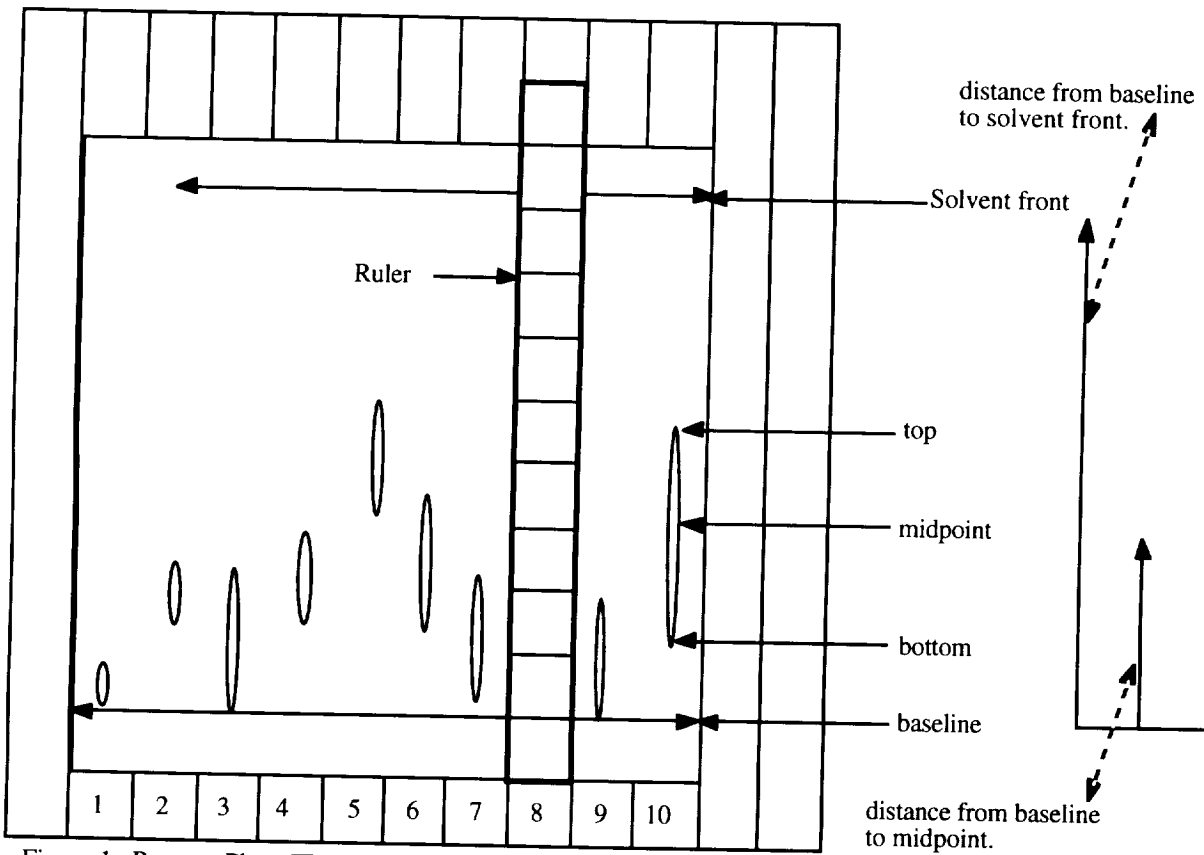 distance from baseline
to solvent front.
Solvent front
Ruler
top
midpoint
bottom
baseline
1 2 3 4 5 6 7 8 9 10
distance from baseline
to midpoint.